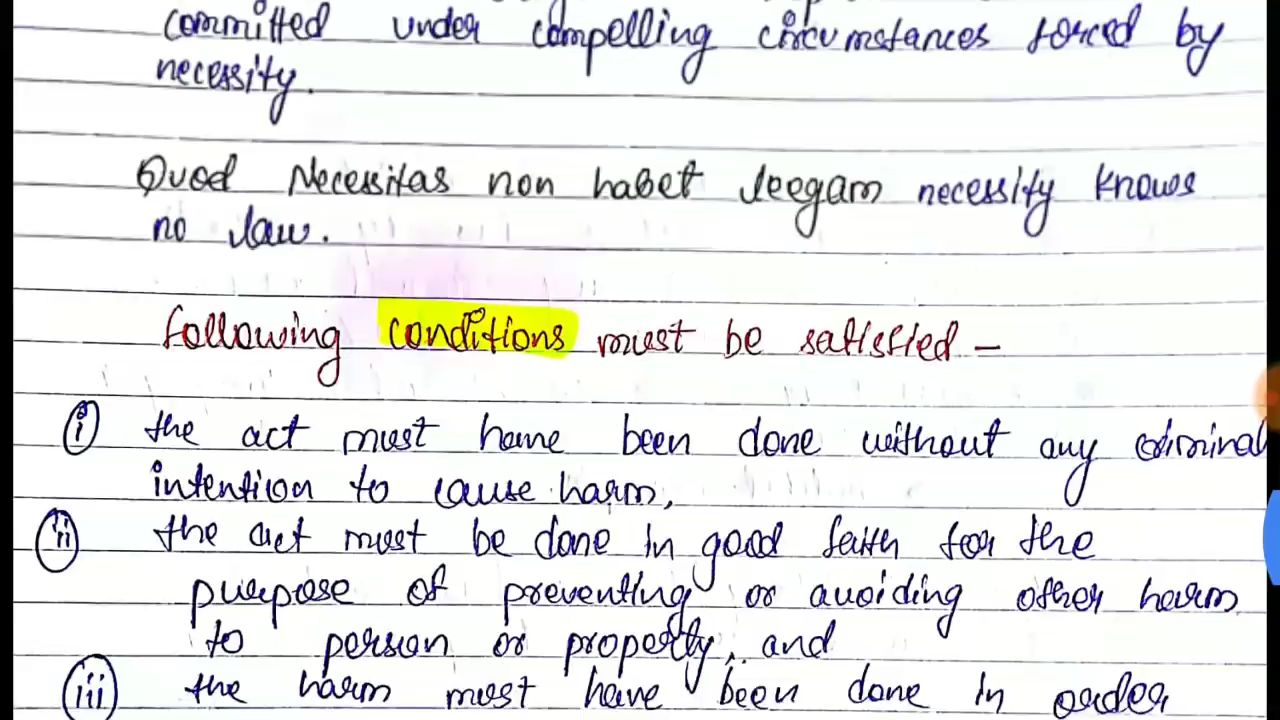 committed under compelling circumstances forced by
necessity.
Quod Necessitas non habet leegam necessity knows
no law.
following conditions must be satisfied -
(i) the act must have been done without any criminal
intention to cause harm,
(ii) the act must be done in good faith for the
purpose of preventing or avoiding other harm
to person or property, and
(iii) the harm must have been done in order